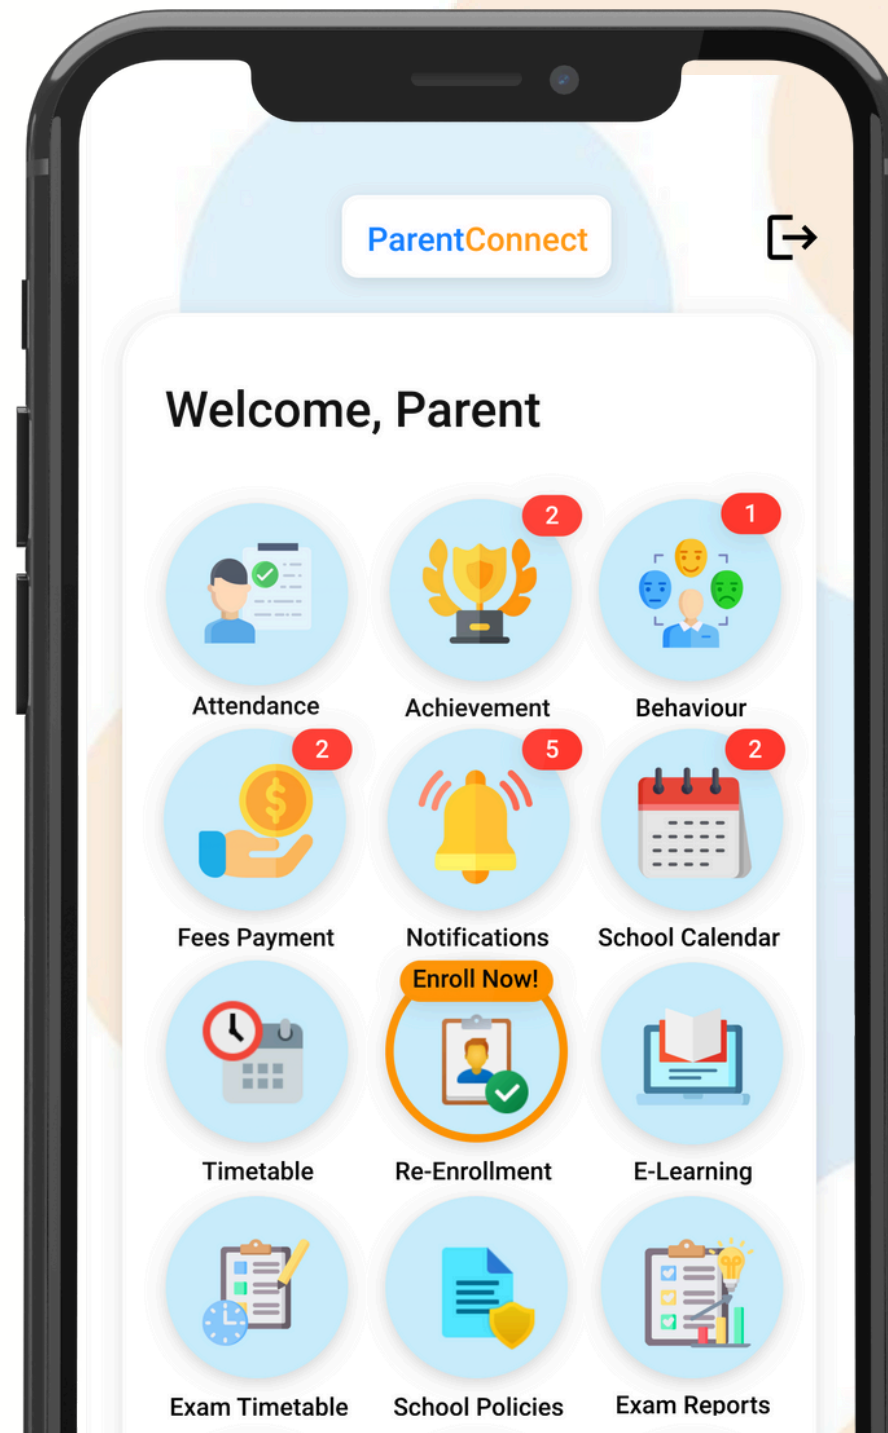 ParentConnect
Welcome, Parent
2
1
Attendance
Achievement
Behaviour
2
5
2
$
Fees Payment
Notifications
School Calendar
Enroll Now!
Timetable
Re-Enrollment
E-Learning
Exam Timetable
School Policies
Exam Reports